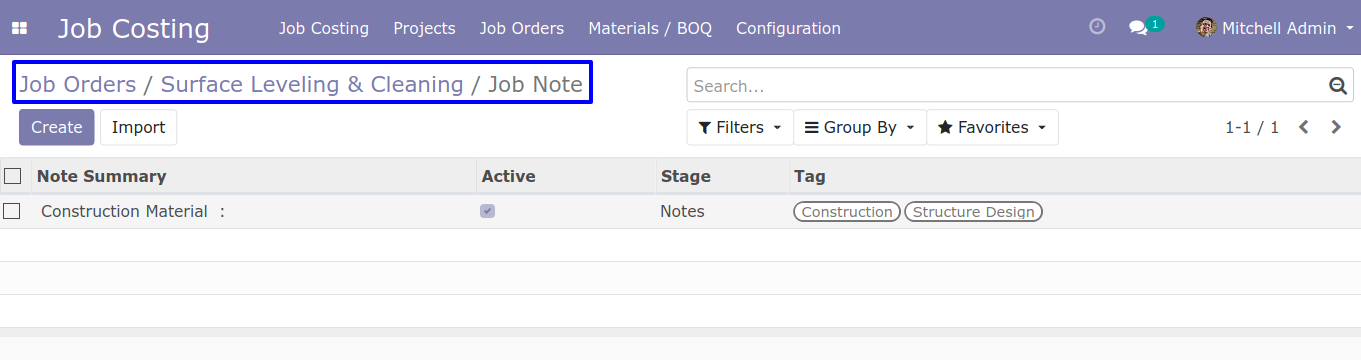 Job Costing Job Costing Projects Job Orders Materials / BOQ Configuration 1 Mitchell Admin
Job Orders / Surface Leveling & Cleaning / Job Note
Search...
Create Import Filters Group By Favorites 1-1 / 1
Note Summary Active Stage Tag
Construction Material : Notes Construction Structure Design